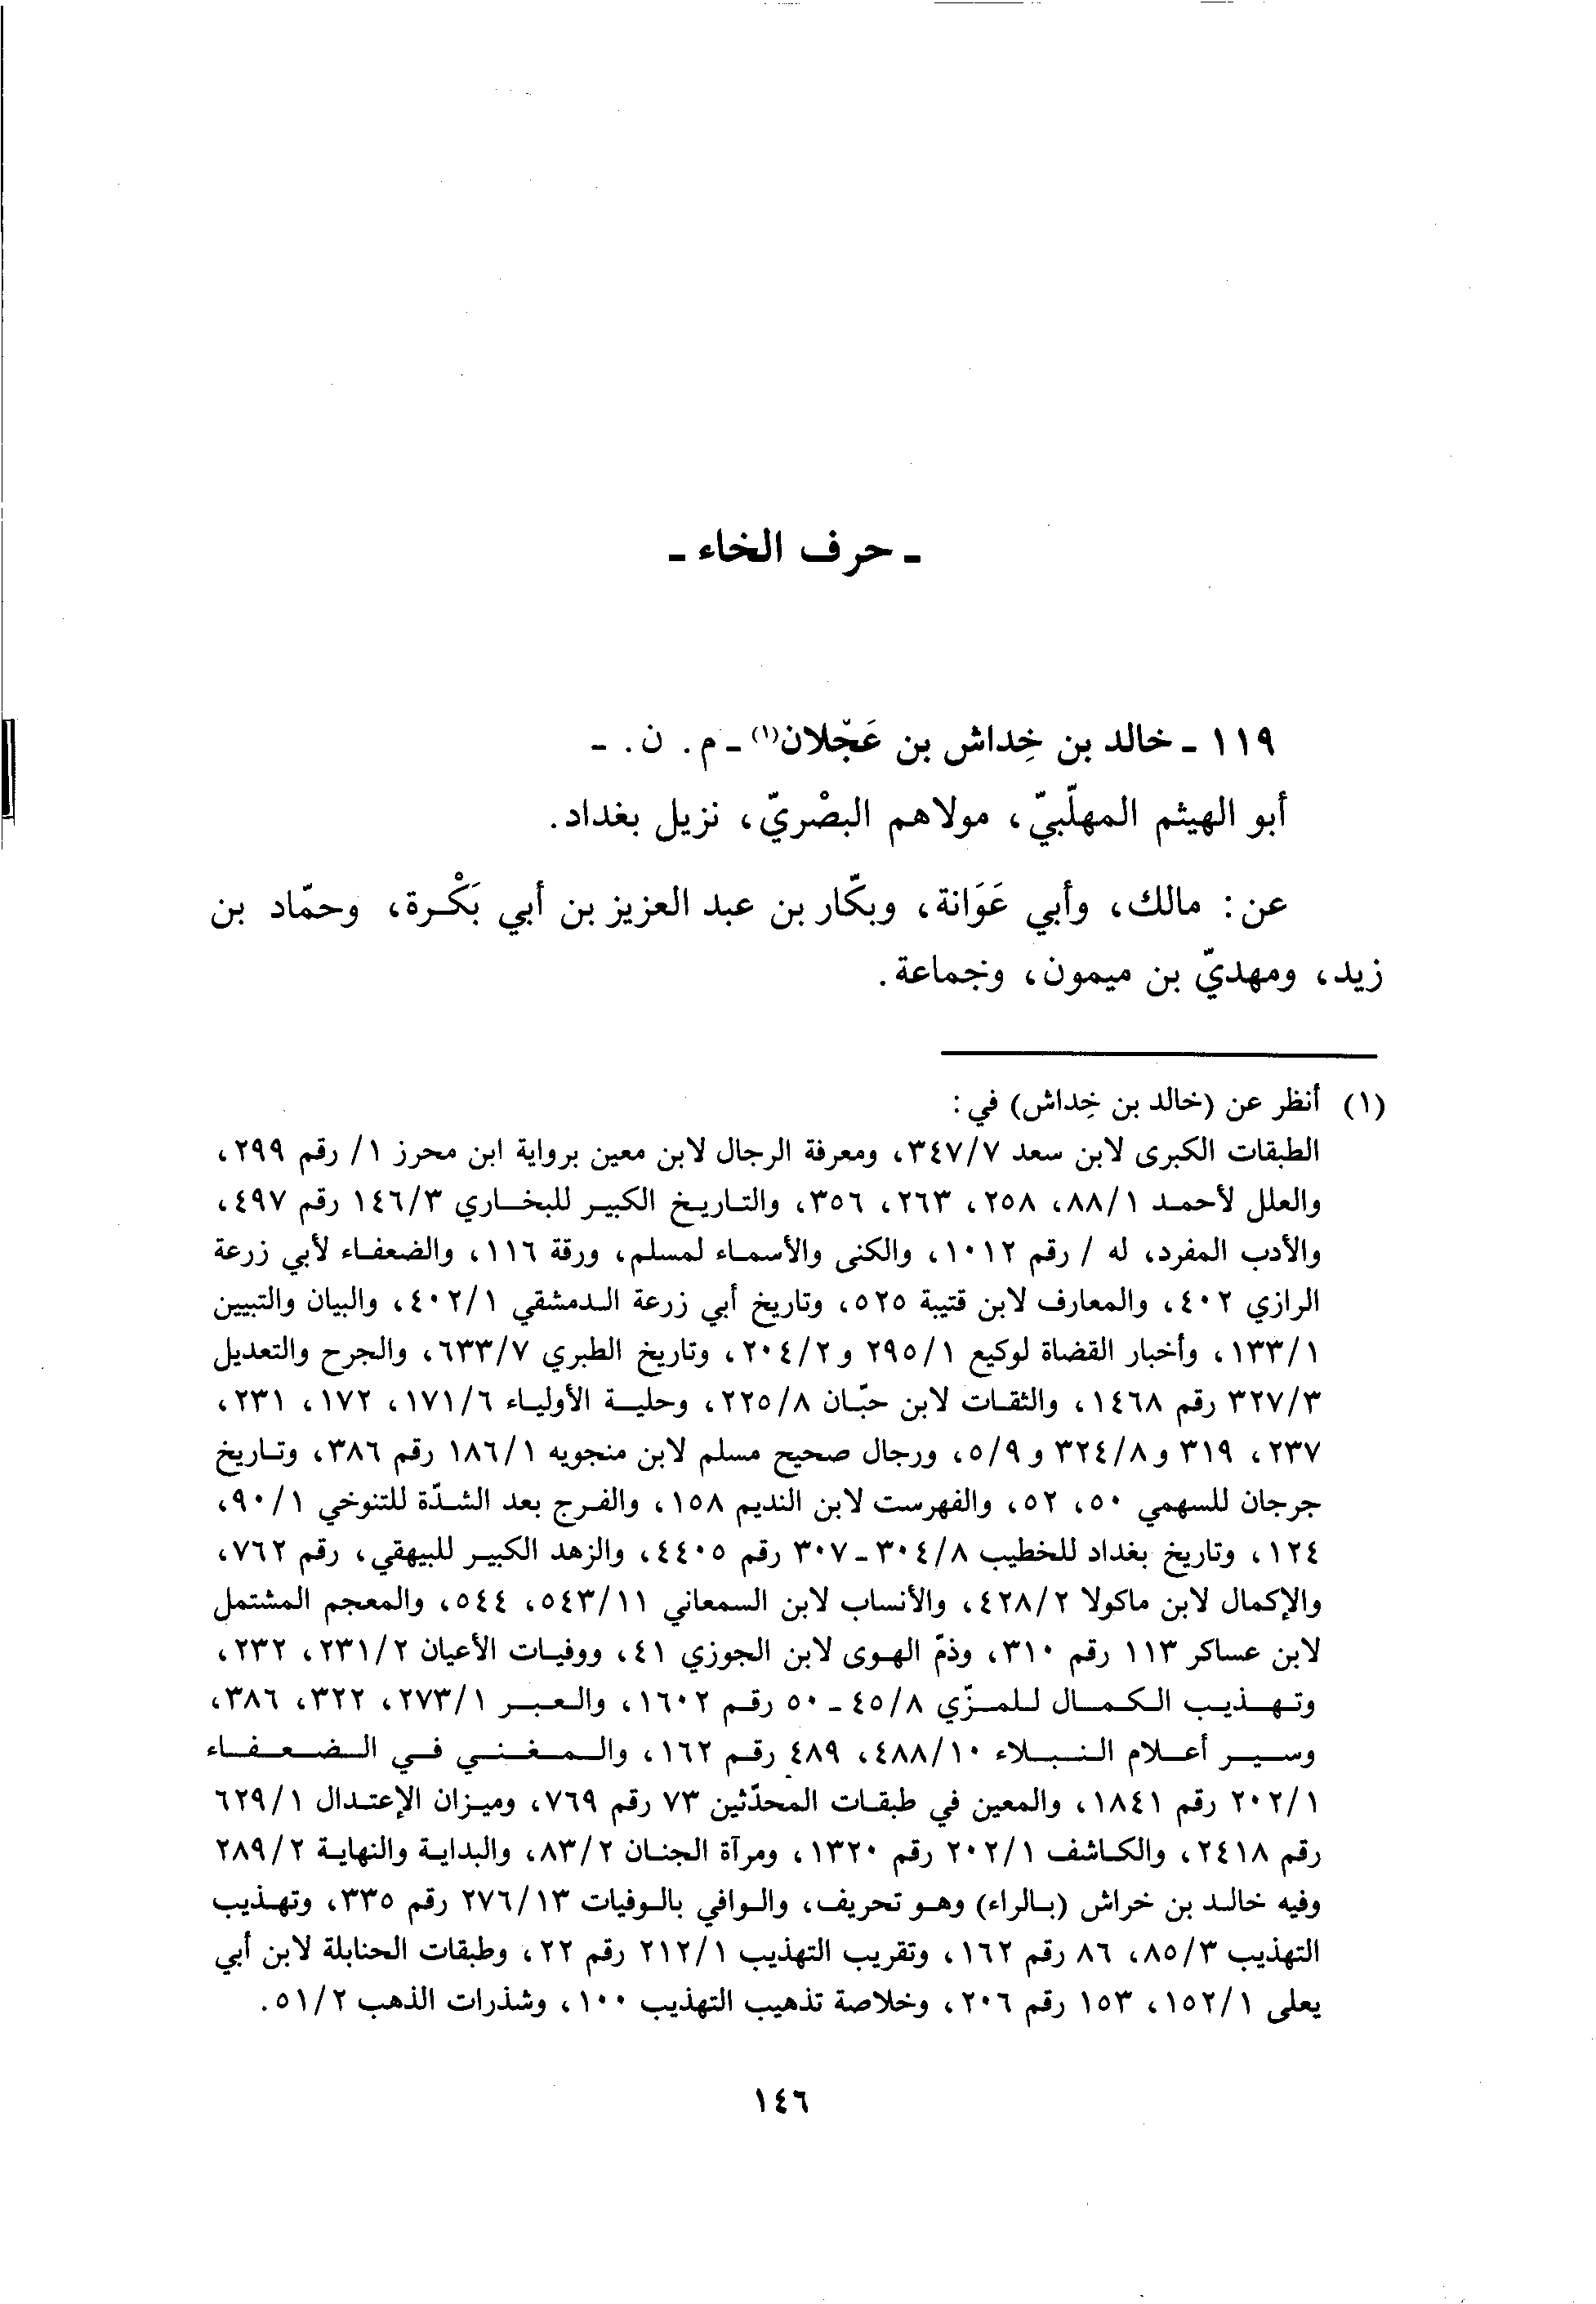 ـ حرف الخاء ـ
١١٩ ـ خالد بن خِداش بن عَجْلان(١) ـ م. ن. ـ
أبو الهيثم المهلّبيّ، مولاهم البصْريّ، نزيل بغداد.
عن: مالك، وأبي عَوَانة، وبكّار بن عبد العزيز بن أبي بَكْرة، وحمّاد بن
زيد، ومهديّ بن ميمون، وجماعة.
(١) أنظر عن (خالد بن خِداش) في:
الطبقات الكبرى لابن سعد ٣٤٧/٧، ومعرفة الرجال لابن معين برواية ابن محرز ١/ رقم ٢٩٩،
والعلل لأحمد ٨٨/١، ٢٥٨، ٢٦٣، ٣٥٦، والتاريخ الكبير للبخاري ١٤٦/٣ رقم ٤٩٧،
والأدب المفرد، له / رقم ١٠١٢، والكنى والأسماء لمسلم، ورقة ١١٦، والضعفاء لأبي زرعة
الرازي ٤٠٢، والمعارف لابن قتيبة ٥٢٥، وتاريخ أبي زرعة الدمشقي ٤٠٢/١، والبيان والتبيين
١٣٣/١، وأخبار القضاة لوكيع ٢٩٥/١ و ٢٠٤/٢، وتاريخ الطبري ٦٣٣/٧، والجرح والتعديل
٣٢٧/٣ رقم ١٤٦٨، والثقات لابن حبّان ٢٢٥/٨، وحلية الأولياء ١٧١/٦، ١٧٢، ٢٣١،
٢٣٧، ٣١٩ و ٣٢٤/٨ و ٥/٩، ورجال صحيح مسلم لابن منجويه ١٨٦/١ رقم ٣٨٦، وتاريخ
جرجان للسهمي ٥٠، ٥٢، والفهرست لابن النديم ١٥٨، والفرج بعد الشدّة للتنوخي ٩٠/١،
١٢٤، وتاريخ بغداد للخطيب ٣٠٤/٨ ـ ٣٠٧ رقم ٤٤٠٥، والزهد الكبير للبيهقي، رقم ٧٦٢،
والإكمال لابن ماكولا ٤٢٨/٢، والأنساب لابن السمعاني ٥٤٣/١١، ٥٤٤، والمعجم المشتمل
لابن عساكر ١١٣ رقم ٣١٠، وذمّ الهوى لابن الجوزي ٤١، ووفيات الأعيان ٢٣١/٢، ٢٣٢،
وتهذيب الكمال للمزّي ٤٥/٨ ـ ٥٠ رقم ١٦٠٢، والعبر ٢٧٣/١، ٣٢٢، ٣٨٦،
وسير أعلام النبلاء ٤٨٨/١٠، ٤٨٩ رقم ١٦٢، والمغني في الضعفاء
٢٠٢/١ رقم ١٨٤١، والمعين في طبقات المحدّثين ٧٣ رقم ٧٦٩، وميزان الإعتدال ٦٢٩/١
رقم ٢٤١٨، والكاشف ٢٠٢/١ رقم ١٣٢٠، ومرآة الجنان ٨٣/٢، والبداية والنهاية ٢٨٩/٢
وفيه خالد بن خراش (بالراء) وهو تحريف، والوافي بالوفيات ٢٧٦/١٣ رقم ٣٣٥، وتهذيب
التهذيب ٨٥/٣، ٨٦ رقم ١٦٢، وتقريب التهذيب ٢١٢/١ رقم ٢٢، وطبقات الحنابلة لابن أبي
يعلى ١٥٢/١، ١٥٣ رقم ٢٠٦، وخلاصة تذهيب التهذيب ١٠٠، وشذرات الذهب ٥١/٢.
١٤٦